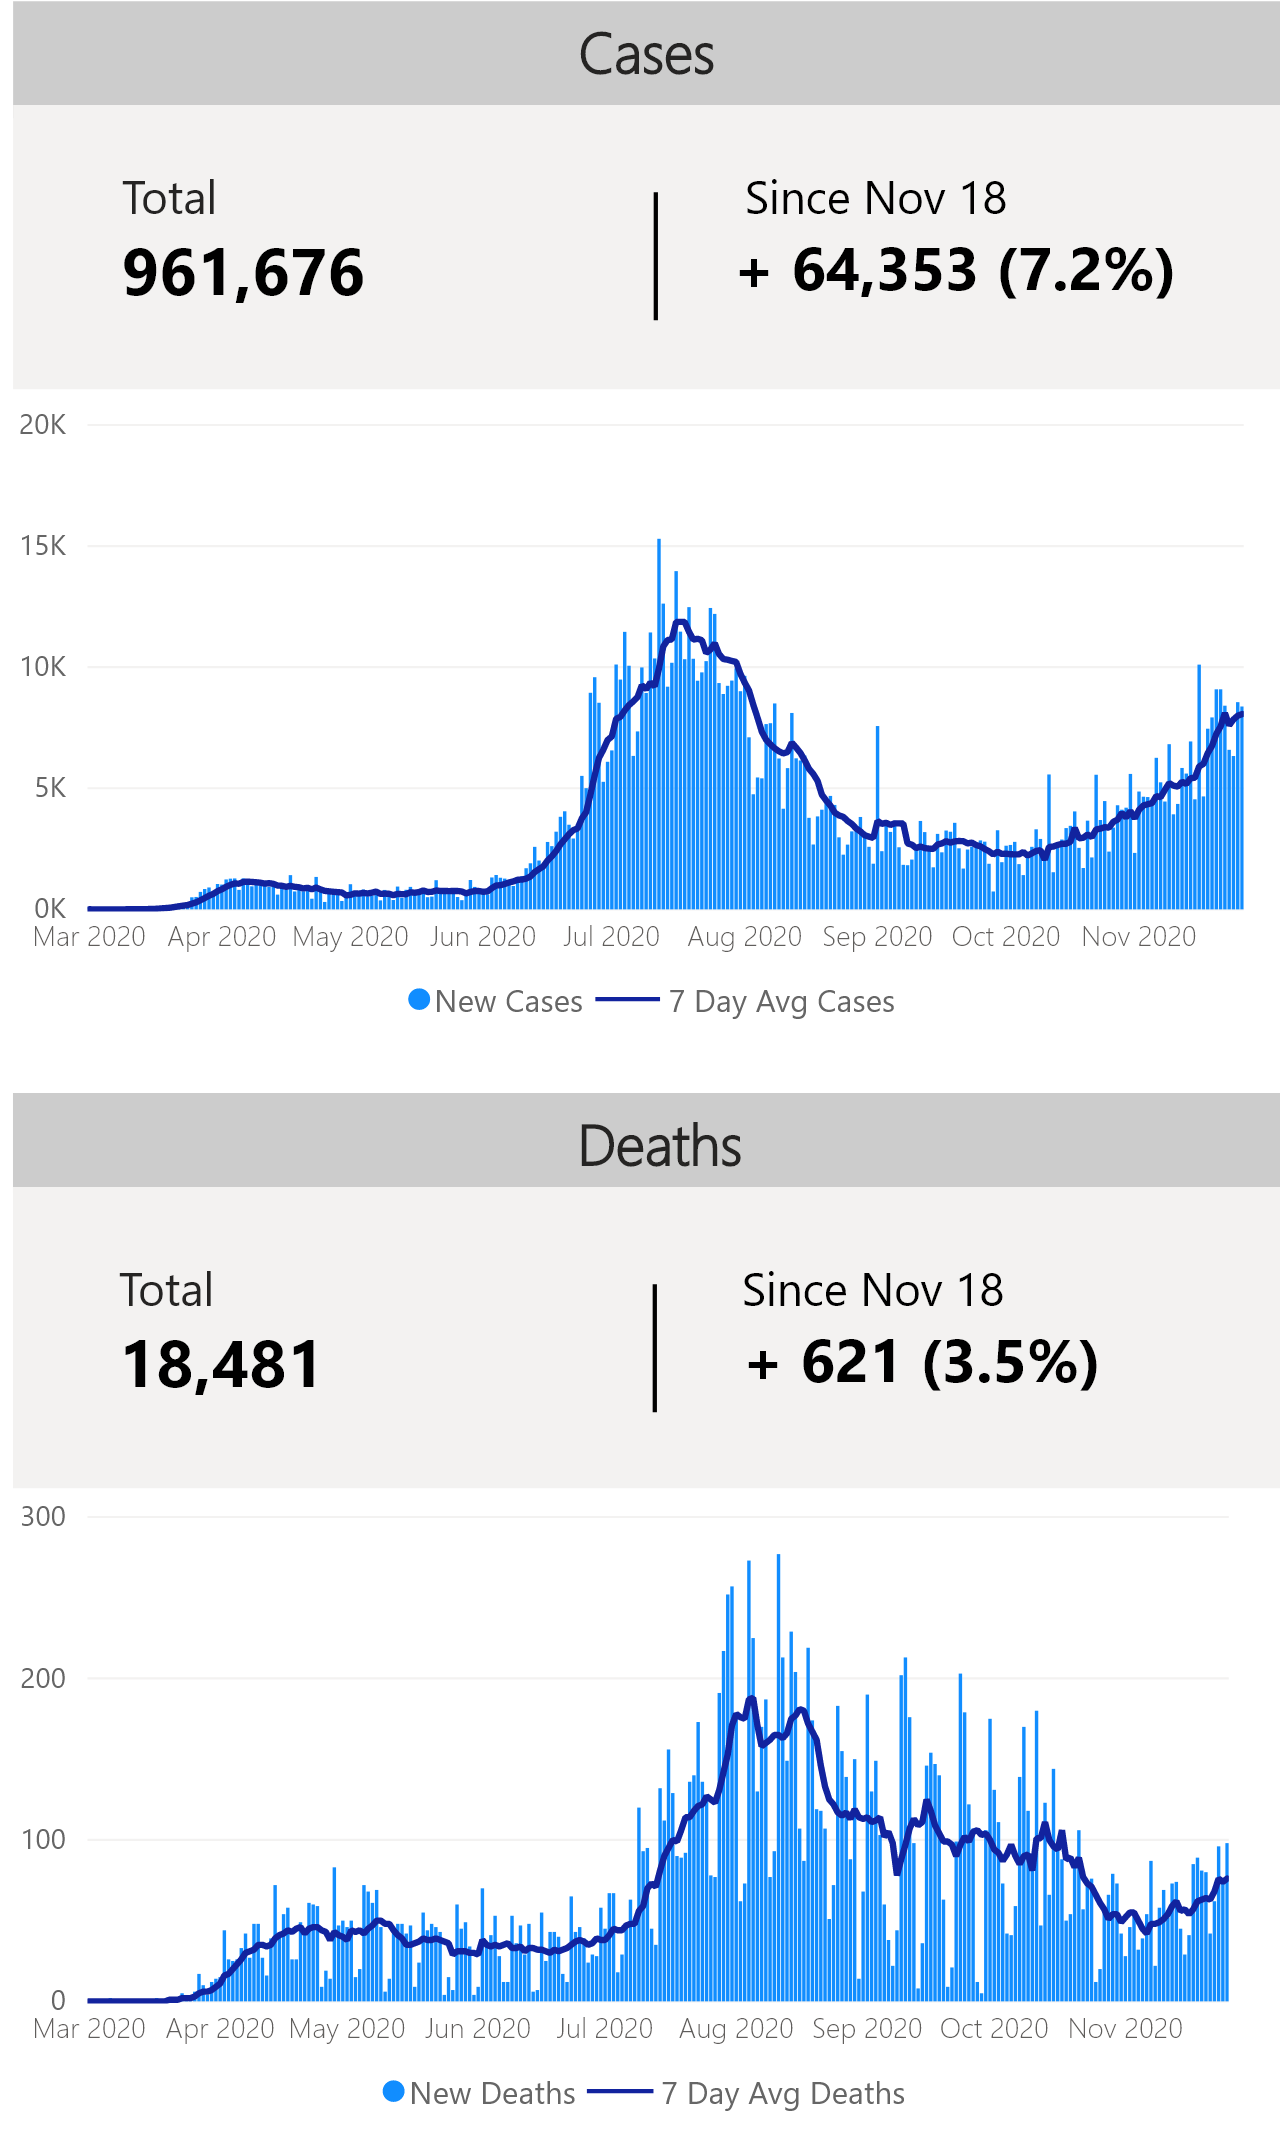 Cases
Total
Since Nov 18
961,676
+ 64,353 (7.2%)
20K
15K
10K
5K
0K
Mar 2020 Apr 2020 May 2020 Jun 2020 Jul 2020 Aug 2020 Sep 2020 Oct 2020 Nov 2020
New Cases 7 Day Avg Cases
Deaths
Total
Since Nov 18
18,481
+ 621 (3.5%)
300
200
100
0
Mar 2020 Apr 2020 May 2020 Jun 2020 Jul 2020 Aug 2020 Sep 2020 Oct 2020 Nov 2020
New Deaths 7 Day Avg Deaths